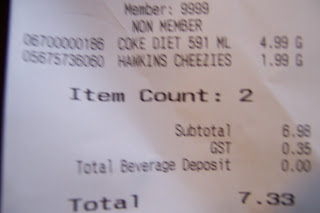 Member: 9999
NON MEMBER
06700000186 COKE DIET 591 ML 4.99 G
05675736060 HAWKINS CHEEZIES 1.99 G
Item Count: 2
Subtotal 6.98
GST 0.35
Total Beverage Deposit 0.00
Total 7.33